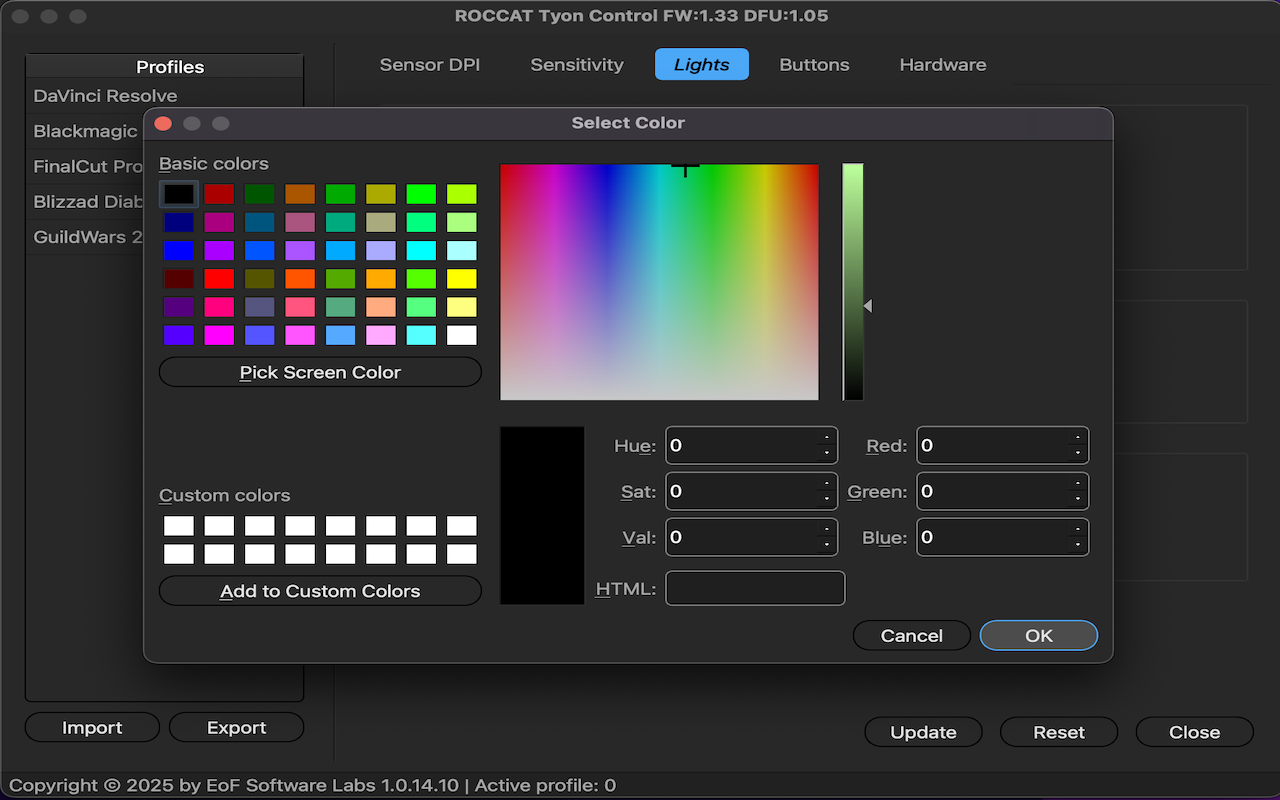 ROCCAT Tyon Control FW:1.33 DFU:1.05
Profiles
Sensor DPI
Sensitivity
Lights
Buttons
Hardware
DaVinci Resolve
Blackmagic
FinalCut Pro
Blizzad Diab
GuildWars 2
Select Color
Basic colors
Pick Screen Color
Custom colors
Add to Custom Colors
Hue: 0
Red: 0
Sat: 0
Green: 0
Val: 0
Blue: 0
HTML:
Cancel
OK
Import
Export
Update
Reset
Close
Copyright © 2025 by EoF Software Labs 1.0.14.10 | Active profile: 0